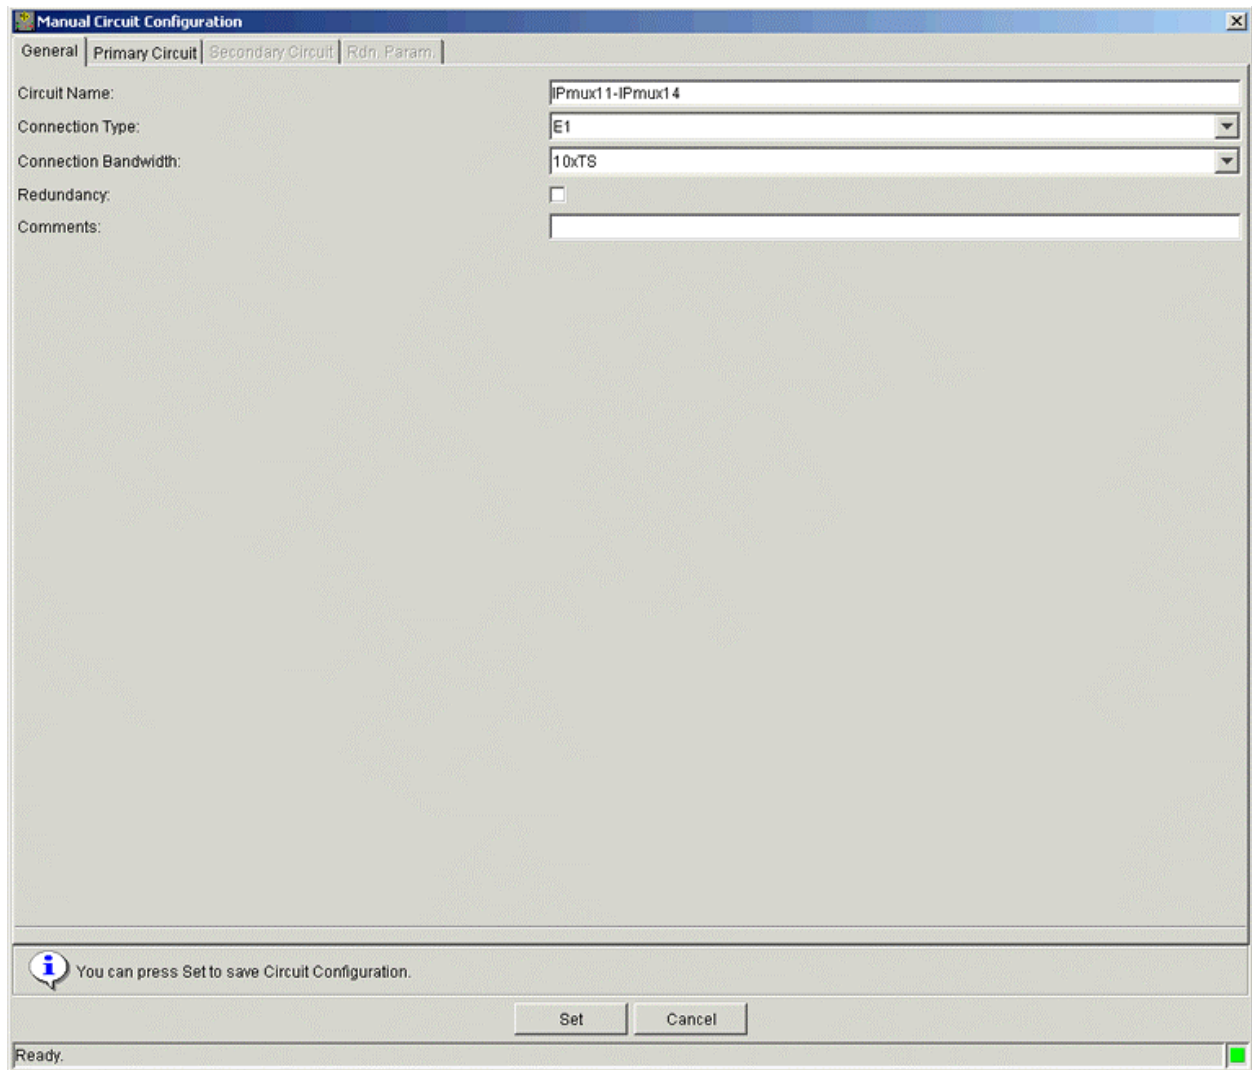 Manual Circuit Configuration
General Primary Circuit Secondary Circuit Rdn. Param.
Circuit Name: IPmux11-IPmux14
Connection Type: E1
Connection Bandwidth: 10xTS
Redundancy:
Comments:
You can press Set to save Circuit Configuration.
Set Cancel
Ready.